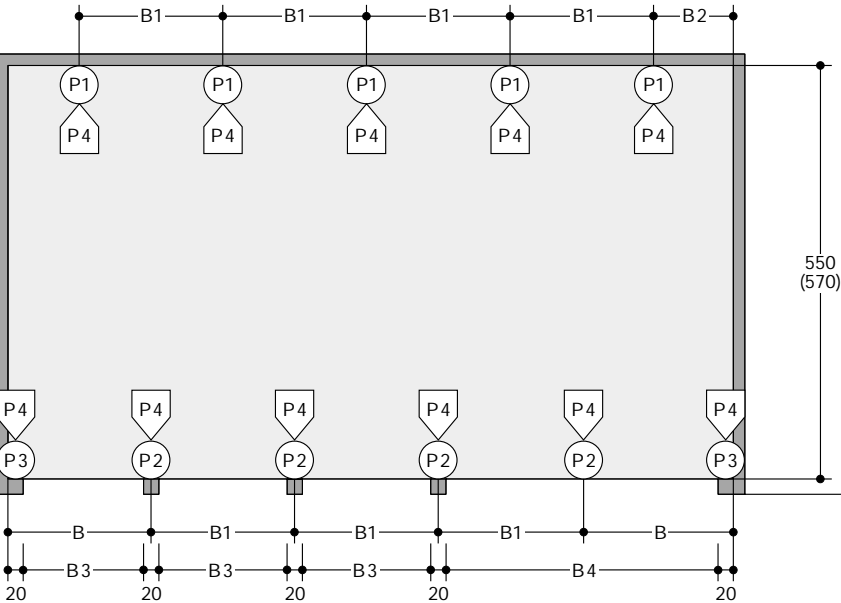 B1 B1 B1 B1 B2
P1 P1 P1 P1 P1
P4 P4 P4 P4 P4
550
(570)
P4 P4 P4 P4 P4 P4
P3 P2 P2 P2 P2 P3
B B1 B1 B1 B
B3 B3 B3 B4
20 20 20 20 20